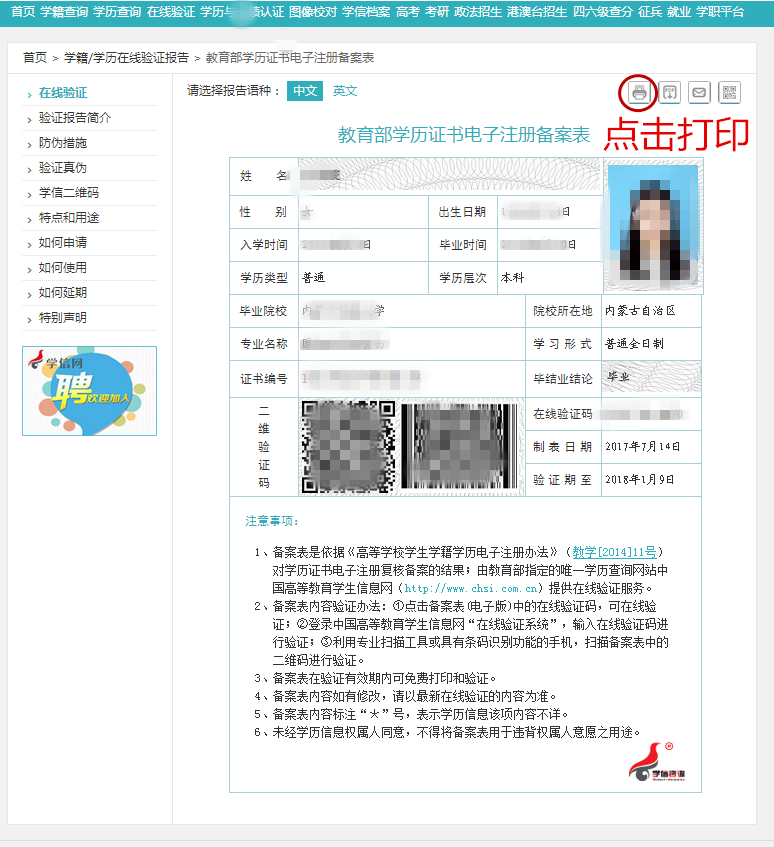 首页 学籍查询 学历查询 在线验证 学历与 绩认证 图像校对 学信档案 高考 考研 政法招生 港澳台招生 四六级查分 征兵 就业 学职平台
首页 > 学籍/学历在线验证报告 > 教育部学历证书电子注册备案表
在线验证
验证报告简介
防伪措施
验证真伪
学信二维码
特点和用途
如何申请
如何使用
如何延期
特别声明
学信网
聘 欢迎加入
请选择报告语种： 中文 英文
PDF
点击打印
教育部学历证书电子注册备案表
姓 名
性 别 女 出生日期 日
入学时间 日 毕业时间 日
学历类型 普通 学历层次 本科
毕业院校 内 学 院校所在地 内蒙古自治区
专业名称 学习形式 普通全日制
证书编号 1 毕结业结论 毕业
二维验证码 在线验证码
制表日期 2017年7月14日
验证期至 2018年1月9日
注意事项：
1、备案表是依据《高等学校学生学籍学历电子注册办法》（教学[2014]11号）
对学历证书电子注册复核备案的结果；由教育部指定的唯一学历查询网站中
国高等教育学生信息网（http://www.chsi.com.cn）提供在线验证服务。
2、备案表内容验证办法：①点击备案表(电子版)中的在线验证码，可在线验
证；②登录中国高等教育学生信息网“在线验证系统”，输入在线验证码进
行验证；③利用专业扫描工具或具有条码识别功能的手机，扫描备案表中的
二维码进行验证。
3、备案表在验证有效期内可免费打印和验证。
4、备案表内容如有修改，请以最新在线验证的内容为准。
5、备案表内容标注“＊”号，表示学历信息该项内容不详。
6、未经学历信息权属人同意，不得将备案表用于违背权属人意愿之用途。
学信咨询